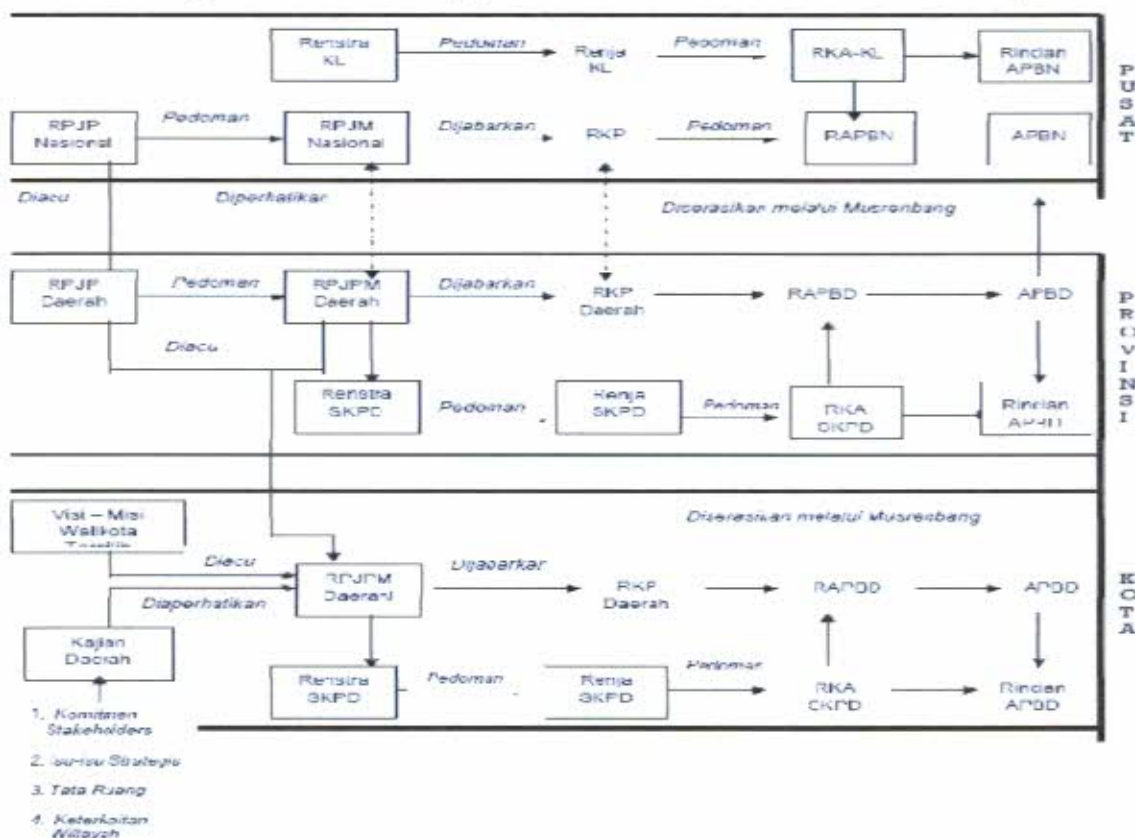 Renstra
KL
Pedoman
Renja
KL
Pedoman
RKA-KL
Rincian
APBN
RPJP
Nasional
Pedoman
RPJM
Nasional
Dijabarkan
RKP
Pedoman
RAPBN
APBN
PUSAT
Diacu
Diperhatikan
Diserasikan melalui Musrenbang
RPJP
Daerah
Pedoman
RPJPM
Daerah
Dijabarkan
RKP
Daerah
RAPBD
APBD
Diacu
Renstra
SKPD
Pedoman
Renja
SKPD
Pedoman
RKA
SKPD
Rincian
APBD
PROVINSI
Visi – Misi
Walikota
Diserasikan melalui Musrenbang
Diacu
RPJPM
Daerah
Dijabarkan
RKP
Daerah
RAPBD
APBD
Diaperhatikan
Kajian
Daerah
Renstra
SKPD
Pedoman
Renja
SKPD
Pedoman
RKA
SKPD
Rincian
APBD
KOTA
1. Komitmen
Stakeholders
2. Isu-isu Strategis
3. Tata Ruang
4. Keterkaitan
Wilayah